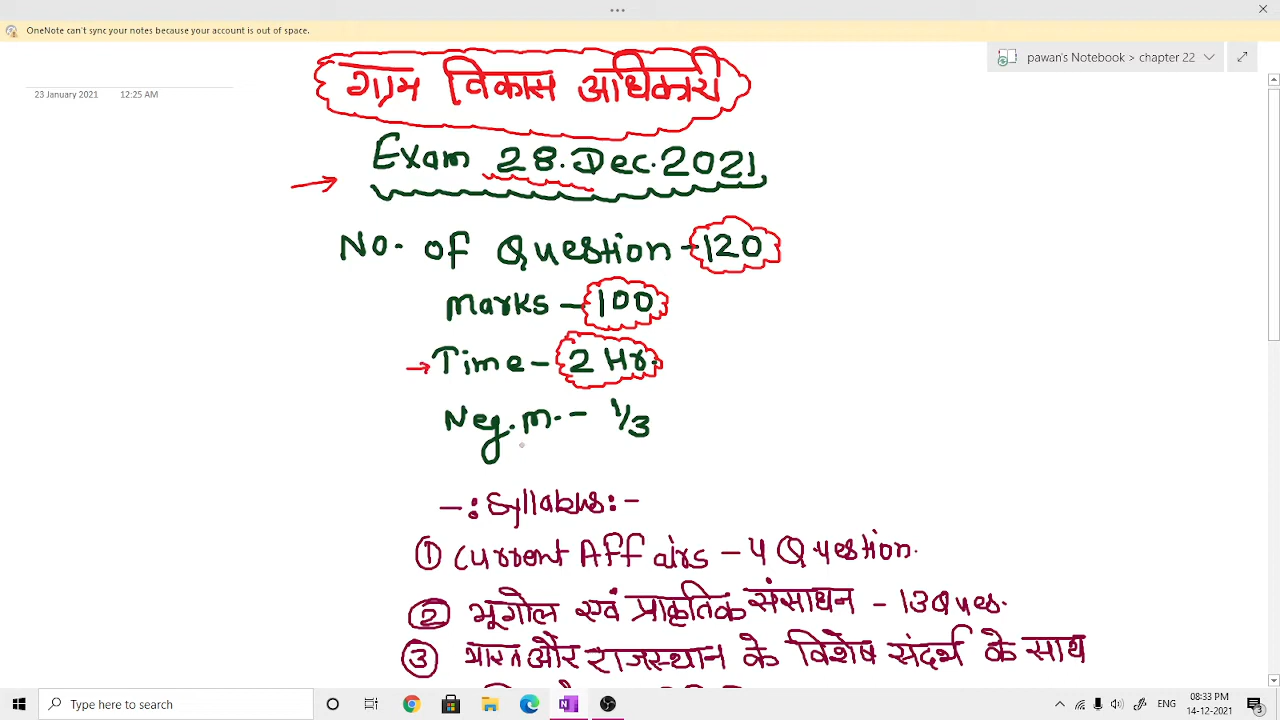 OneNote can't sync your notes because your account is out of space.
pawan's Notebook » chapter 22
23 January 2021 12:25 AM
ग्राम विकास अधिकारी
Exam 28.Dec.2021
No. of Question - 120
Marks - 100
Time - 2 Hr.
Neg. m. - 1/3
-: Syllabus:-
① Current Affairs - 4 Question.
② भूगोल एवं प्राकृतिक संसाधन - 13 Ques.
③ भारत और राजस्थान के विशेष संदर्भ के साथ
Type here to search
ENG
08:33 PM
14-12-2021
3